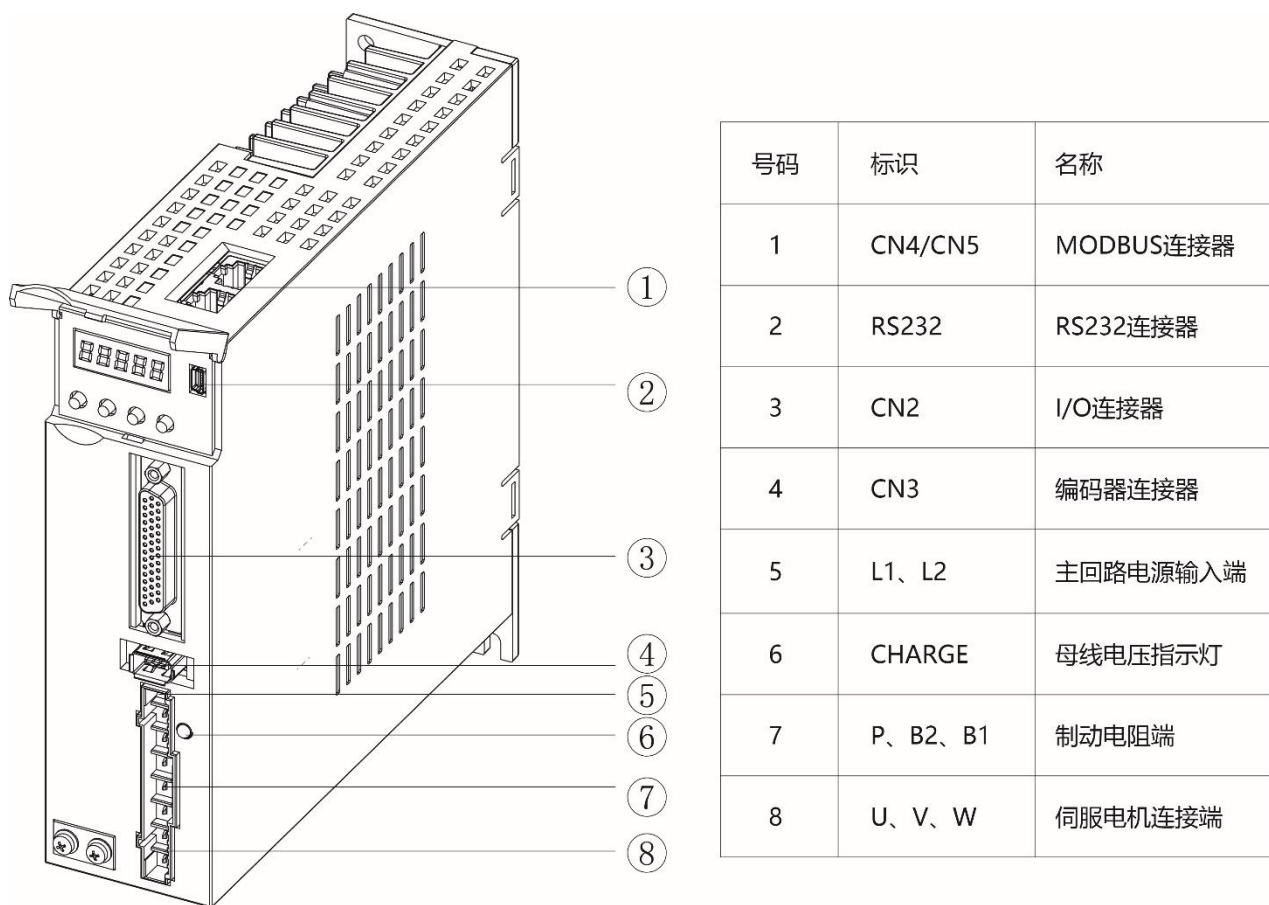 ①
②
③
④
⑤
⑥
⑦
⑧
88888
号码 标识 名称
1 CN4/CN5 MODBUS连接器
2 RS232 RS232连接器
3 CN2 I/O连接器
4 CN3 编码器连接器
5 L1、L2 主回路电源输入端
6 CHARGE 母线电压指示灯
7 P、B2、B1 制动电阻端
8 U、V、W 伺服电机连接端